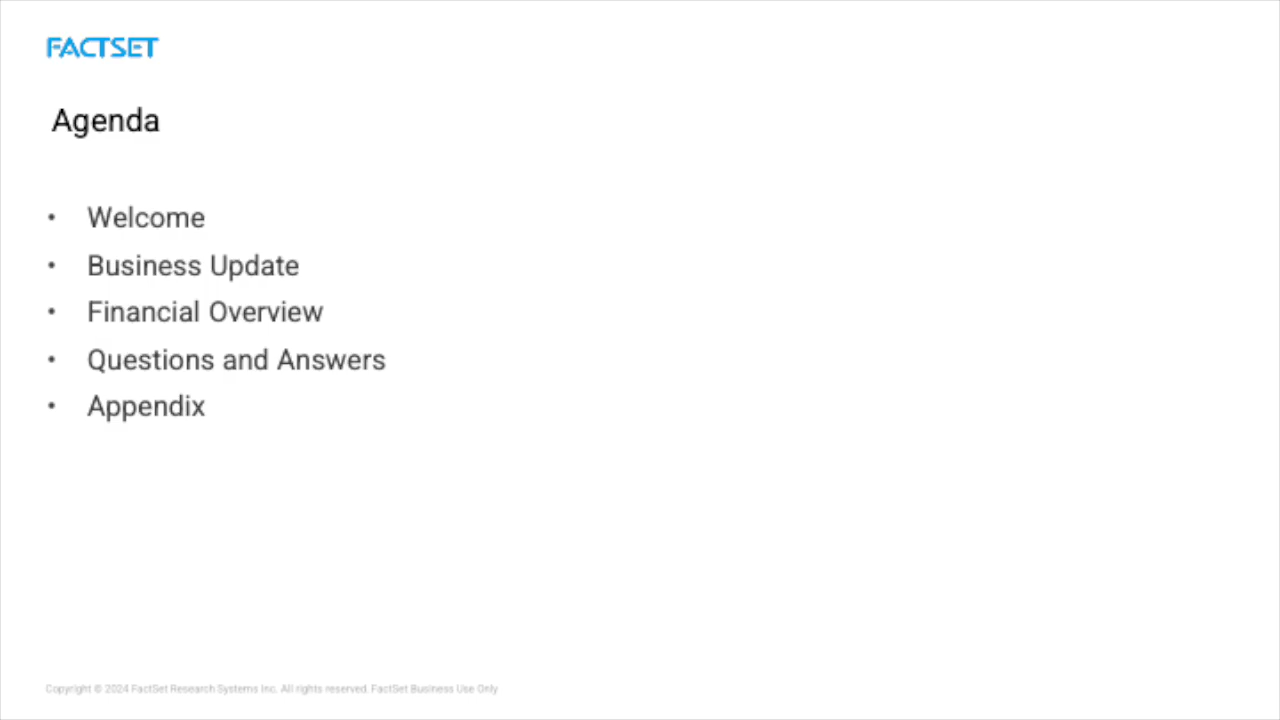 FACTSET
Agenda
• Welcome
• Business Update
• Financial Overview
• Questions and Answers
• Appendix
Copyright © 2024 FactSet Research Systems Inc. All rights reserved. FactSet Business Use Only